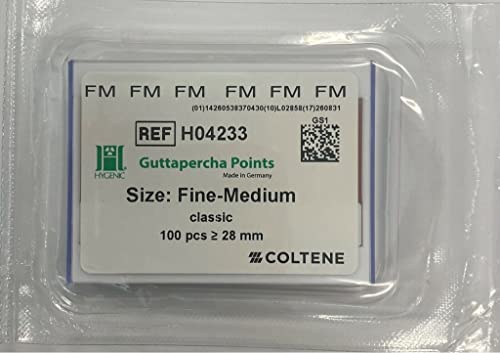 FM FM FM FM FM FM
(01)14260538370430(10)L02858(17)260831
REF H04233
GS1
H
HYGENIC
Guttapercha Points
Made in Germany
Size: Fine-Medium
classic
100 pcs ≥ 28 mm
COLTENE